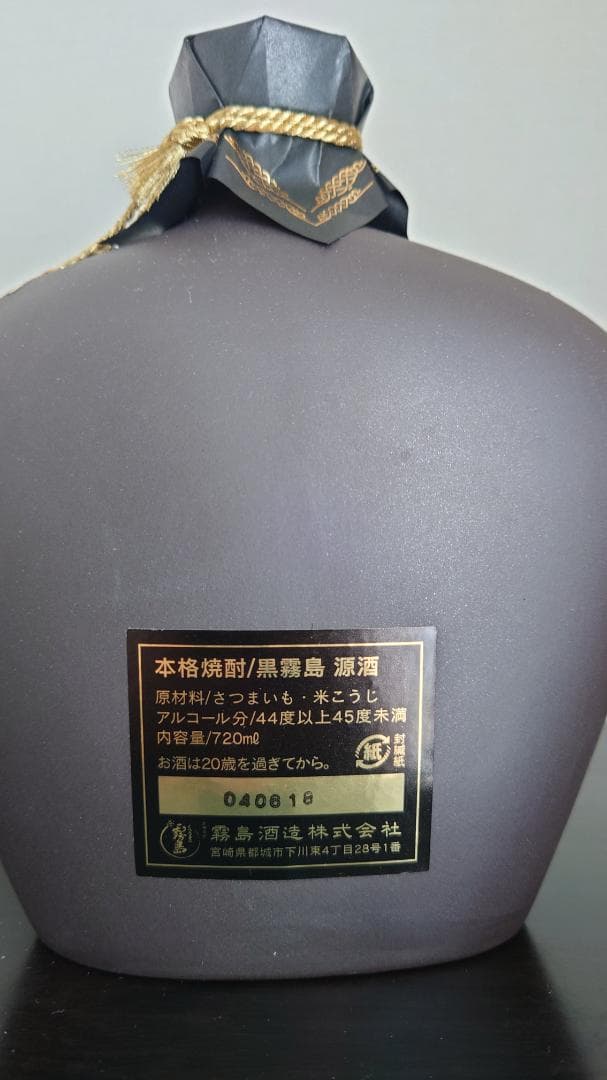 本格焼酎/黒霧島 源酒
原材料/さつまいも・米こうじ
アルコール分/44度以上45度未満
内容量/720mℓ
お酒は20歳を過ぎてから。
紙
封緘紙
040618
霧島
霧島酒造株式会社
宮崎県都城市下川東4丁目28号1番